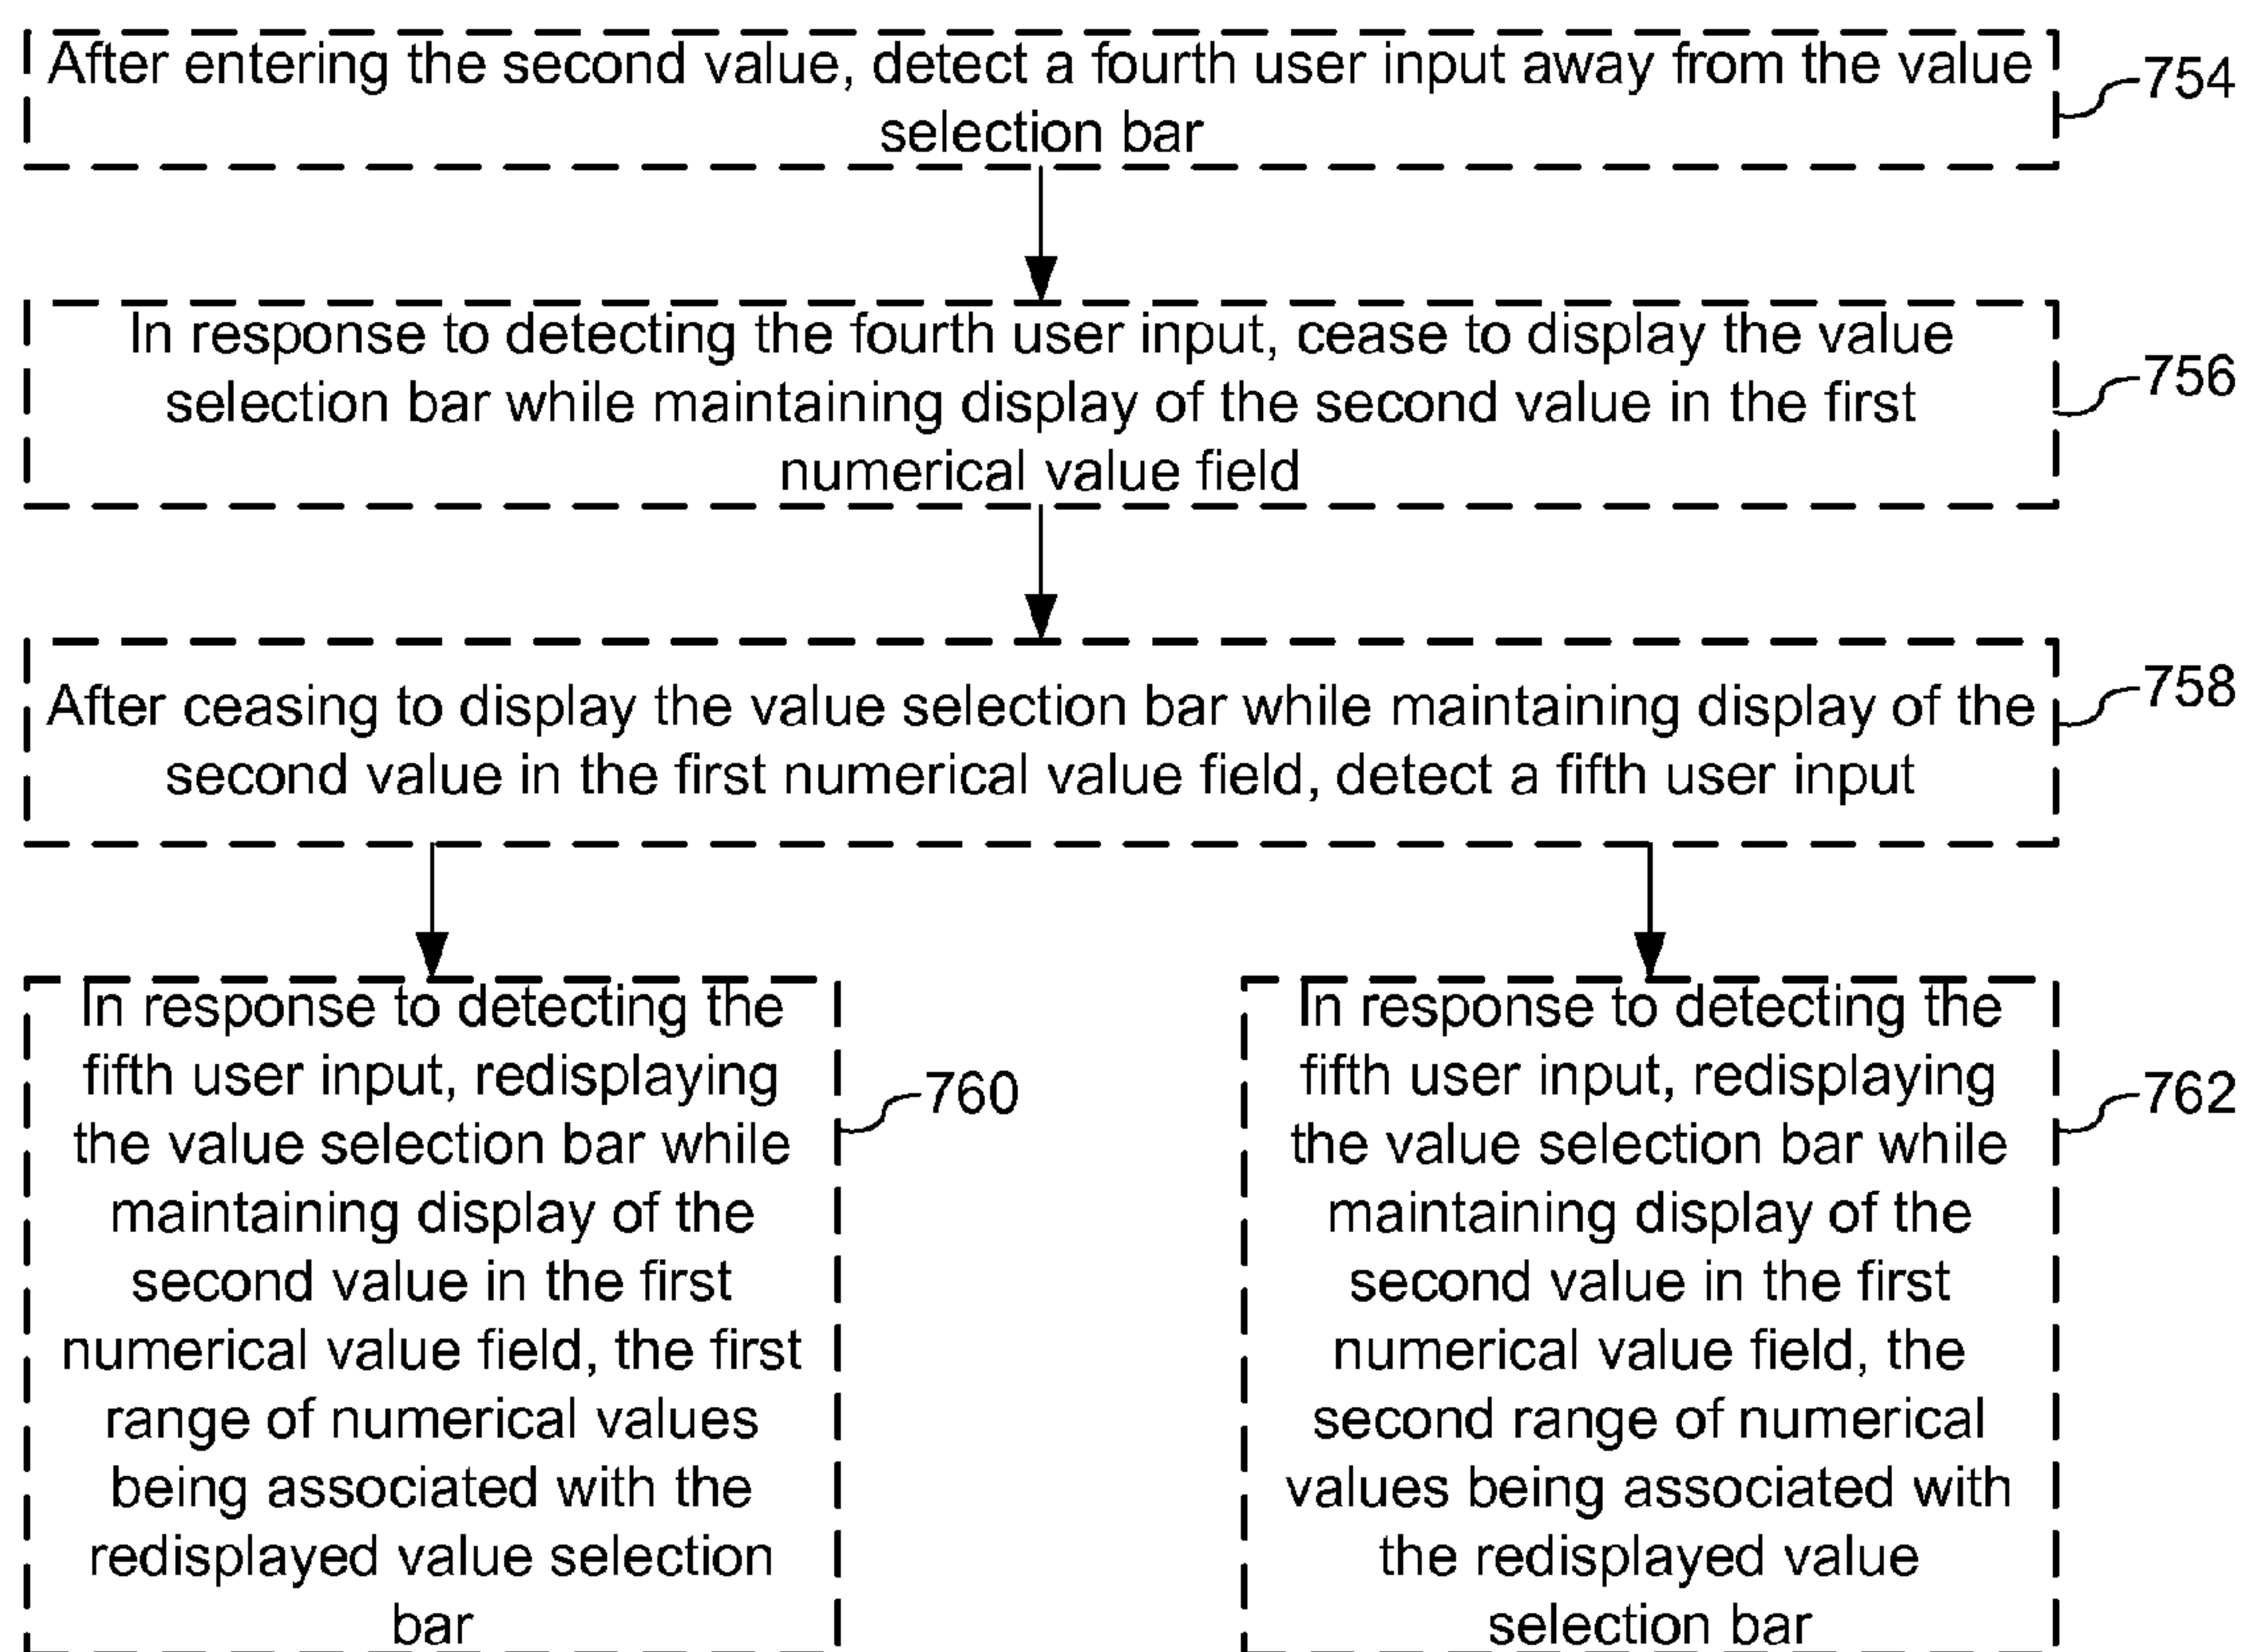 After entering the second value, detect a fourth user input away from the value
selection bar
754
In response to detecting the fourth user input, cease to display the value
selection bar while maintaining display of the second value in the first
numerical value field
756
After ceasing to display the value selection bar while maintaining display of the
second value in the first numerical value field, detect a fifth user input
758
In response to detecting the
fifth user input, redisplaying
the value selection bar while
maintaining display of the
second value in the first
numerical value field, the first
range of numerical values
being associated with the
redisplayed value selection
bar
760
In response to detecting the
fifth user input, redisplaying
the value selection bar while
maintaining display of the
second value in the first
numerical value field, the
second range of numerical
values being associated with
the redisplayed value
selection bar
762